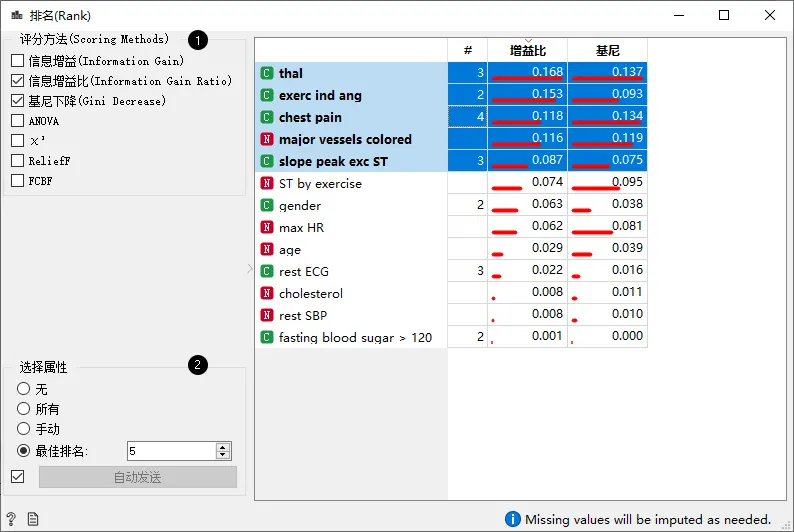 排名(Rank)
评分方法(Scoring Methods)
1
信息增益(Information Gain)
信息增益比(Information Gain Ratio)
基尼下降(Gini Decrease)
ANOVA
χ²
ReliefF
FCBF
# 增益比 基尼
C thal 3 0.168 0.137
C exerc ind ang 2 0.153 0.093
C chest pain 4 0.118 0.134
N major vessels colored 0.116 0.119
C slope peak exc ST 3 0.087 0.075
N ST by exercise 0.074 0.095
C gender 2 0.063 0.038
N max HR 0.062 0.081
N age 0.029 0.039
C rest ECG 3 0.022 0.016
N cholesterol 0.008 0.011
N rest SBP 0.008 0.010
C fasting blood sugar > 120 2 0.001 0.000
选择属性
2
无
所有
手动
最佳排名: 5
自动发送
? i Missing values will be imputed as needed.